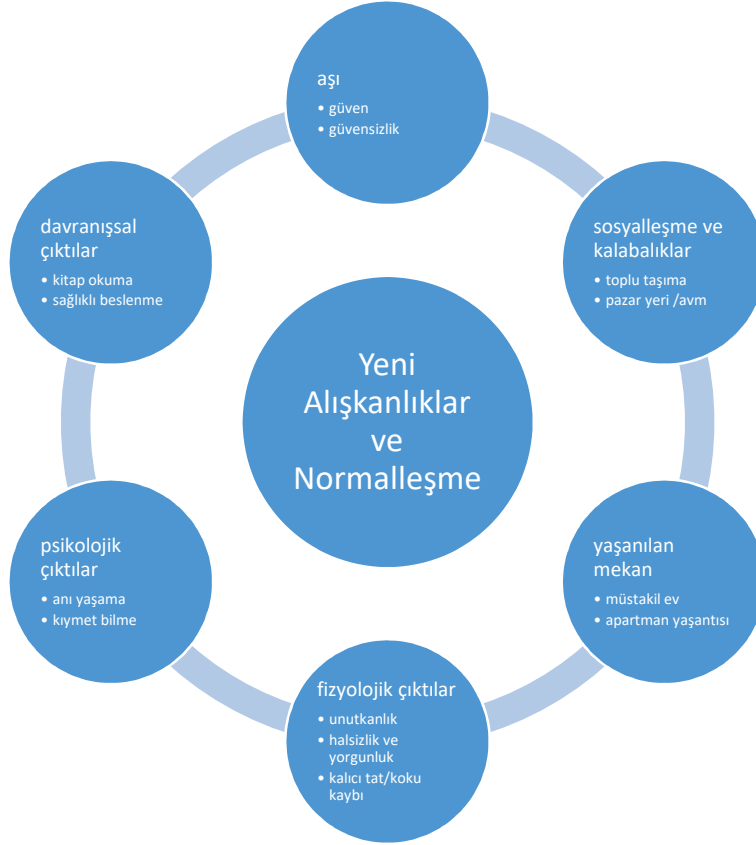 aşı
• güven
• güvensizlik
sosyalleşme ve
kalabalıklar
• toplu taşıma
• pazar yeri /avm
yaşanılan
mekan
• müstakil ev
• apartman yaşantısı
fizyolojik çıktılar
• unutkanlık
• halsizlik ve
yorgunluk
• kalıcı tat/koku
kaybı
psikolojik
çıktılar
• anı yaşama
• kıymet bilme
davranışsal
çıktılar
• kitap okuma
• sağlıklı beslenme
Yeni
Alışkanlıklar
ve
Normalleşme